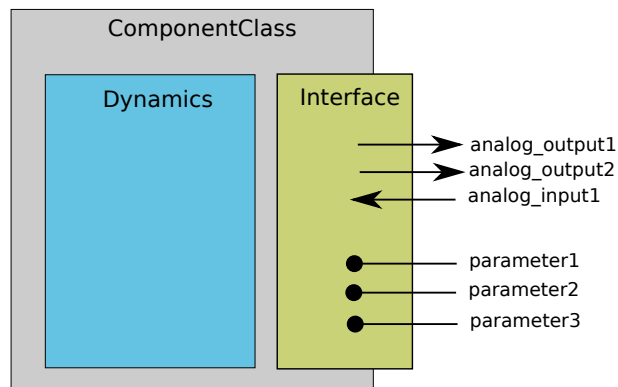 ComponentClass
Dynamics
Interface
analog_output1
analog_output2
analog_input1
parameter1
parameter2
parameter3